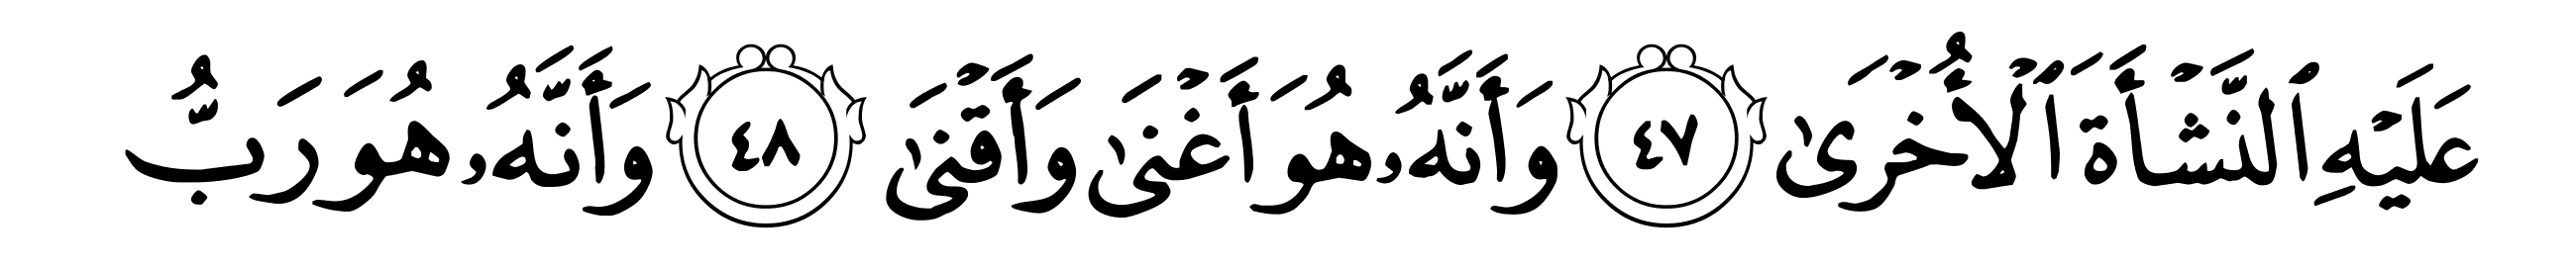 عَلَيْهِ ٱلنَّشْأَةَ ٱلْأُخْرَىٰ ٤٧ وَأَنَّهُۥ هُوَ أَغْنَىٰ وَأَقْنَىٰ ٤٨ وَأَنَّهُۥ هُوَ رَبُّ